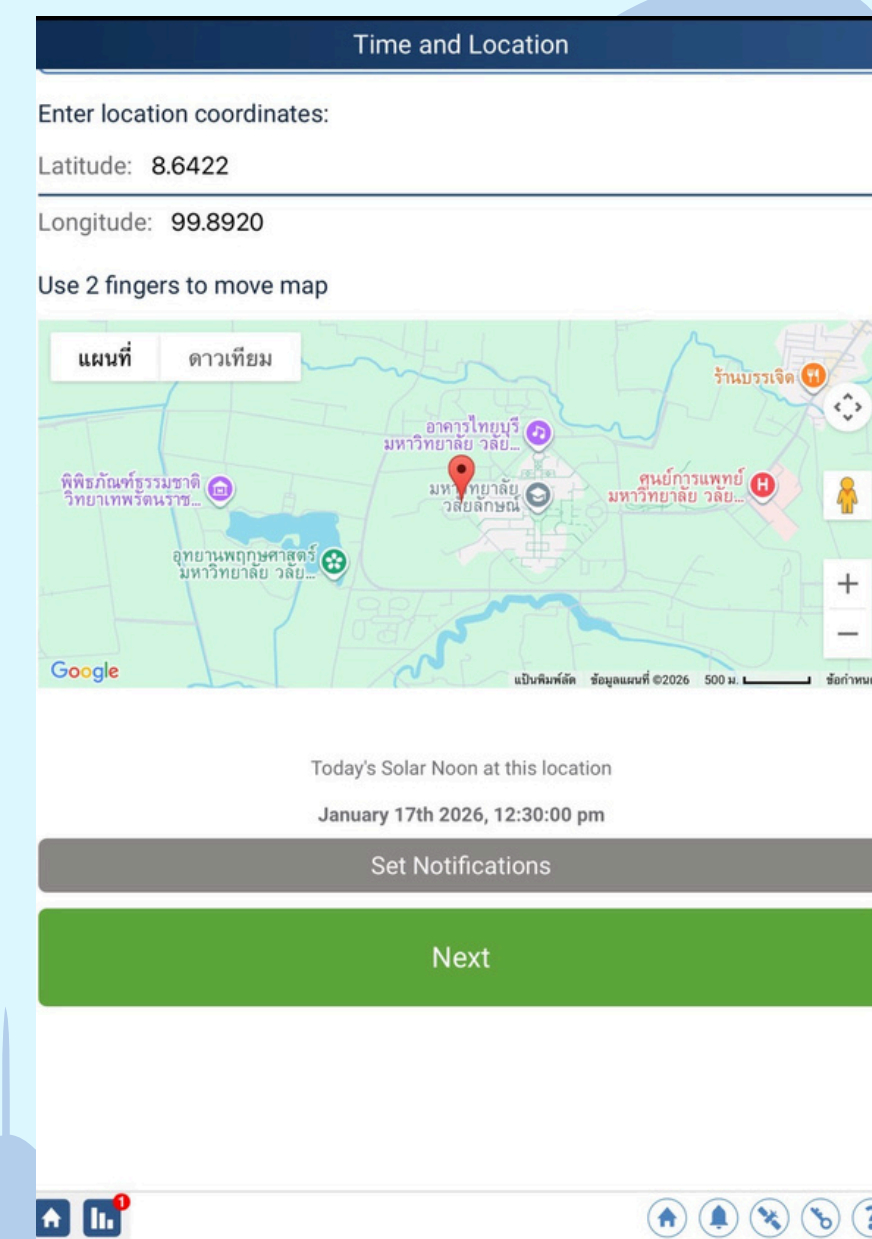 Time and Location
Enter location coordinates:
Latitude: 8.6422
Longitude: 99.8920
Use 2 fingers to move map
แผนที่ ดาวเทียม
ร้านบรรเจิด
อาคารไทยบุรี
มหาวิทยาลัย วลัย...
พิพิธภัณฑ์ธรรมชาติ
วิทยาเทพรัตนราช...
มหาวิทยาลัย
วลัยลักษณ์
ศูนย์การแพทย์
มหาวิทยาลัย วลัย...
H
อุทยานพฤกษศาสตร์
มหาวิทยาลัย วลัย...
Google
แป้นพิมพ์ลัด ข้อมูลแผนที่ ©2026 500 ม.
Today's Solar Noon at this location
January 17th 2026, 12:30:00 pm
Set Notifications
Next
1